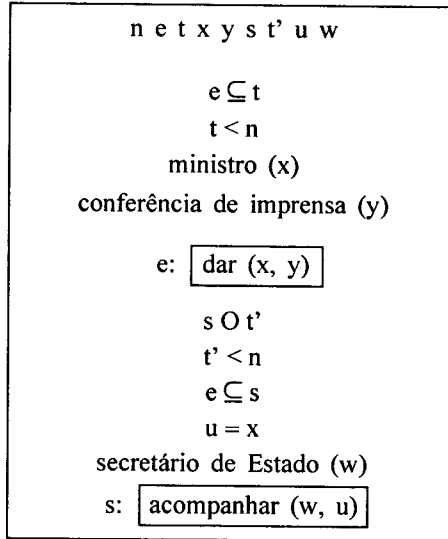 n e t x y s t' u w
e ⊆ t
t < n
ministro (x)
conferência de imprensa (y)
e: dar (x, y)
s O t'
t' < n
e ⊆ s
u = x
secretário de Estado (w)
s: acompanhar (w, u)